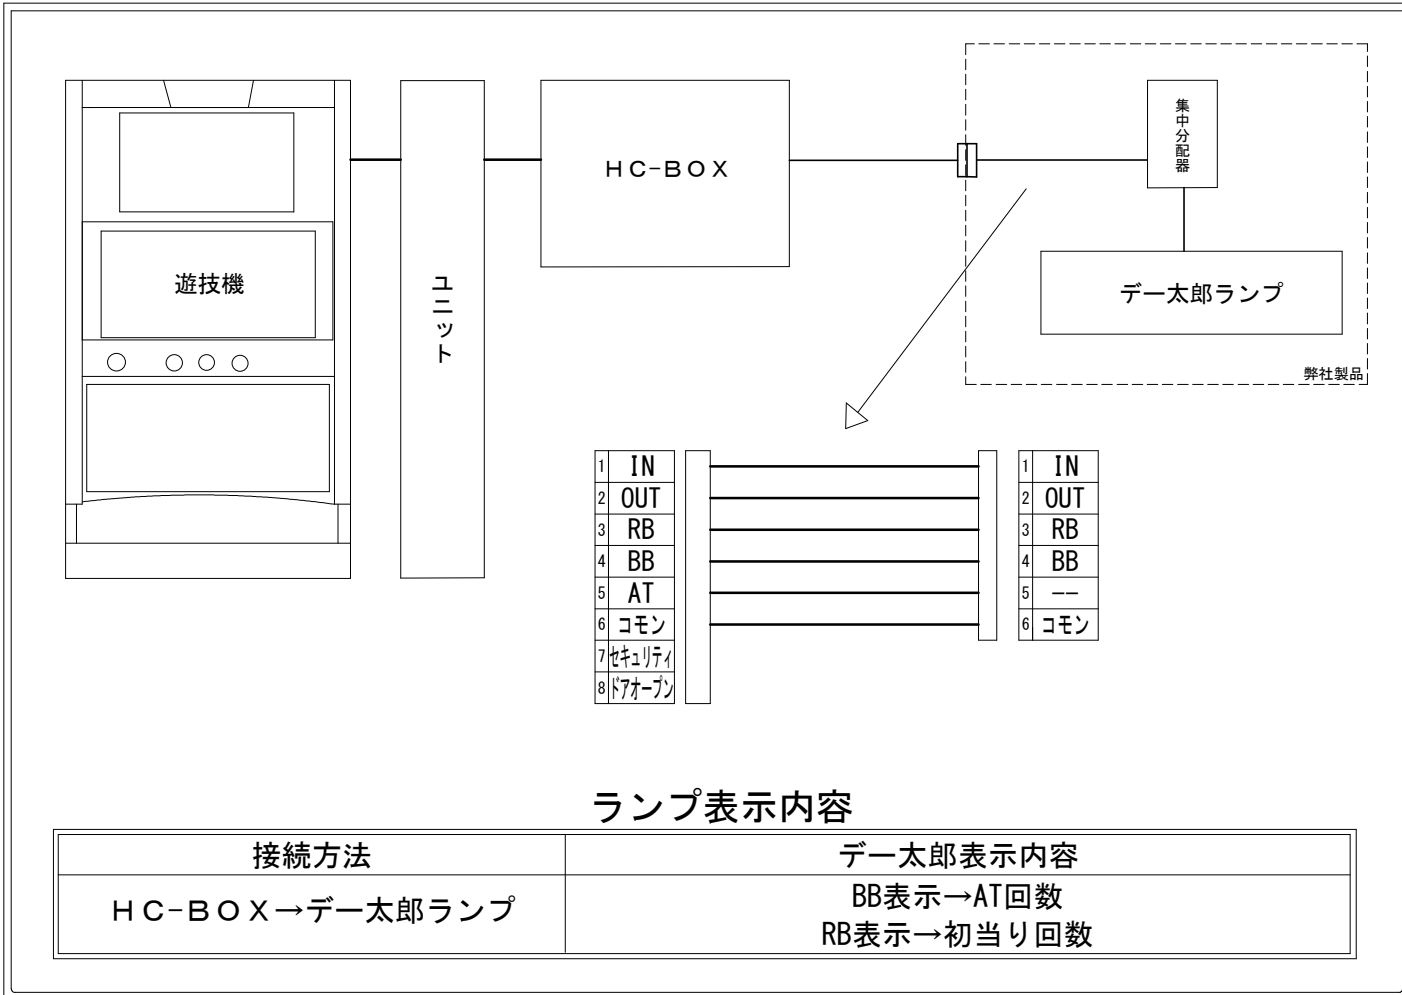 遊技機
ユニット
HC-BOX
集中分配器
デー太郎ランプ
弊社製品
1 IN
2 OUT
3 RB
4 BB
5 AT
6 コモン
7 セキュリティ
8 ドアオープン
1 IN
2 OUT
3 RB
4 BB
5 --
6 コモン
ランプ表示内容
接続方法 デー太郎表示内容
HC-BOX→デー太郎ランプ
BB表示→AT回数
RB表示→初当り回数